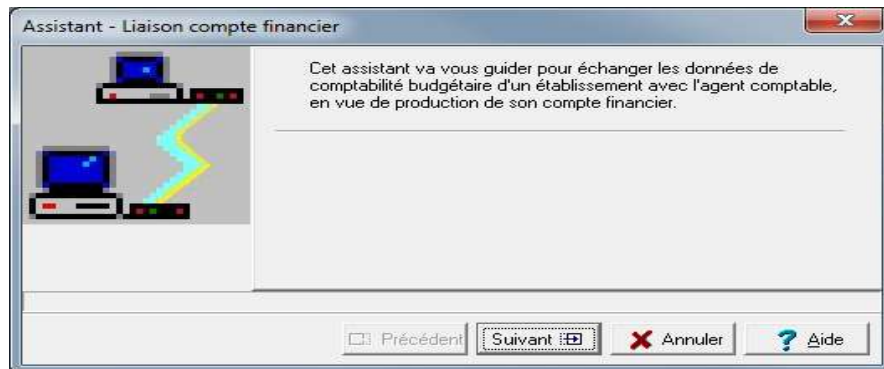 Assistant - Liaison compte financier
Cet assistant va vous guider pour échanger les données de
comptabilité budgétaire d'un établissement avec l'agent comptable,
en vue de production de son compte financier.
Précédent Suivant Annuler ? Aide